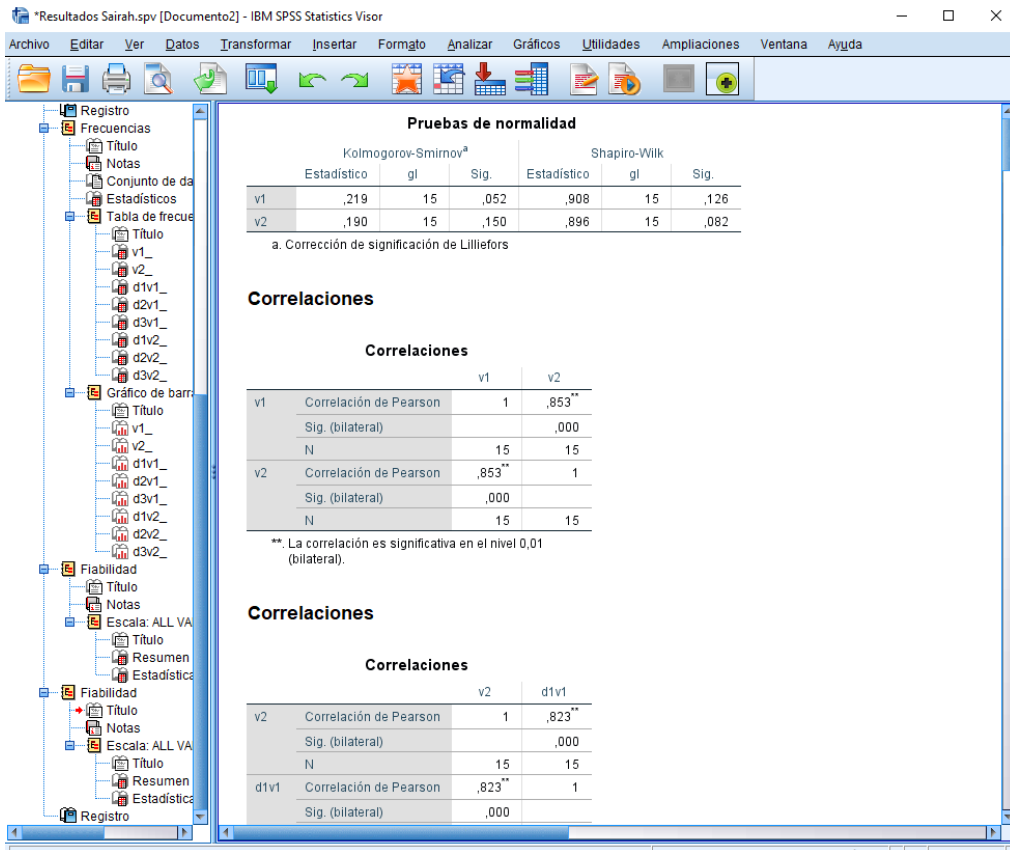 *Resultados Sairah.spv [Documento2] - IBM SPSS Statistics Visor
Archivo Editar Ver Datos Transformar Insertar Formato Analizar Gráficos Utilidades Ampliaciones Ventana Ayuda
Registro
Frecuencias
Título
Notas
Conjunto de da
Estadísticos
Tabla de frecue
Título
v1_
v2_
d1v1_
d2v1_
d3v1_
d1v2_
d2v2_
d3v2_
Gráfico de barra
Título
v1_
v2_
d1v1_
d2v1_
d3v1_
d1v2_
d2v2_
d3v2_
Fiabilidad
Título
Notas
Escala: ALL VA
Título
Resumen
Estadística
Fiabilidad
Título
Notas
Escala: ALL VA
Título
Resumen
Estadística
Registro
Pruebas de normalidad
Kolmogorov-Smirnovª Shapiro-Wilk
Estadístico gl Sig. Estadístico gl Sig.
v1 ,219 15 ,052 ,908 15 ,126
v2 ,190 15 ,150 ,896 15 ,082
a. Corrección de significación de Lilliefors
Correlaciones
Correlaciones
v1 v2
v1 Correlación de Pearson 1 ,853**
Sig. (bilateral) ,000
N 15 15
v2 Correlación de Pearson ,853** 1
Sig. (bilateral) ,000
N 15 15
**. La correlación es significativa en el nivel 0,01
(bilateral).
Correlaciones
Correlaciones
v2 d1v1
v2 Correlación de Pearson 1 ,823**
Sig. (bilateral) ,000
N 15 15
d1v1 Correlación de Pearson ,823** 1
Sig. (bilateral) ,000